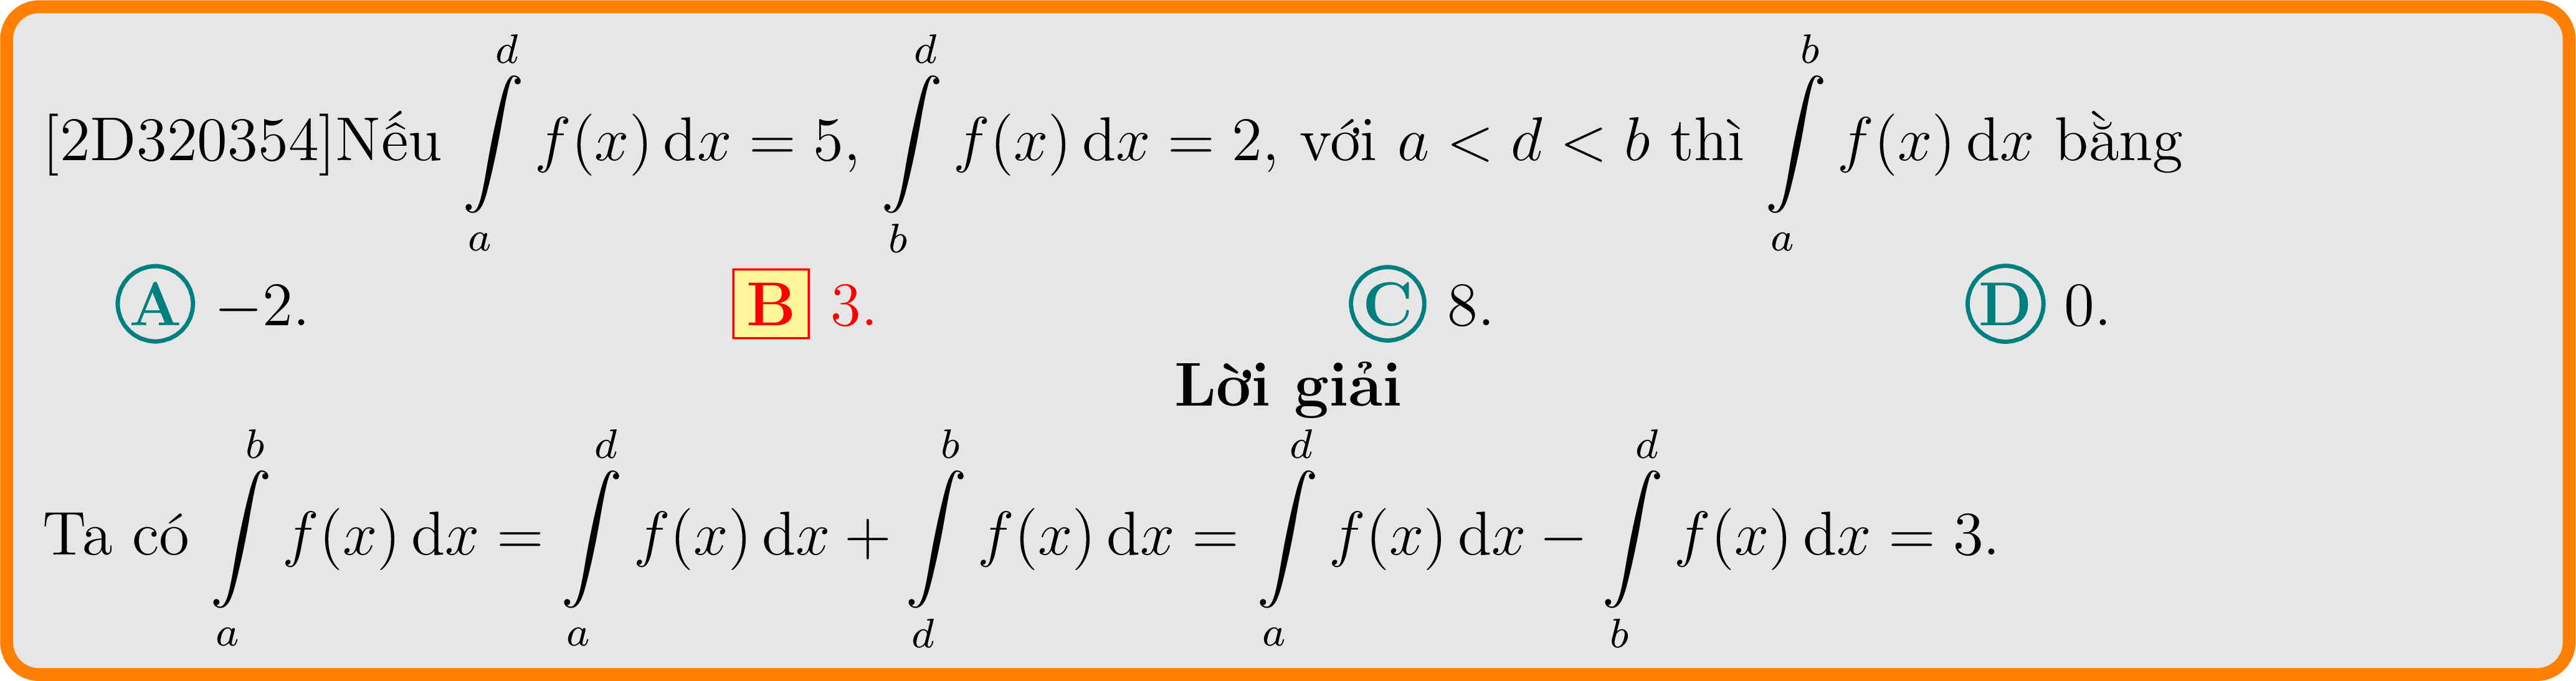 [2D320354]Nếu $\int\limits_a^d f(x)\,\mathrm{d}x = 5$, $\int\limits_b^d f(x)\,\mathrm{d}x = 2$, với $a < d < b$ thì $\int\limits_a^b f(x)\,\mathrm{d}x$ bằng
A −2. B 3. C 8. D 0.
Lời giải
Ta có $\int\limits_a^b f(x)\,\mathrm{d}x = \int\limits_a^d f(x)\,\mathrm{d}x + \int\limits_d^b f(x)\,\mathrm{d}x = \int\limits_a^d f(x)\,\mathrm{d}x - \int\limits_b^d f(x)\,\mathrm{d}x = 3.$